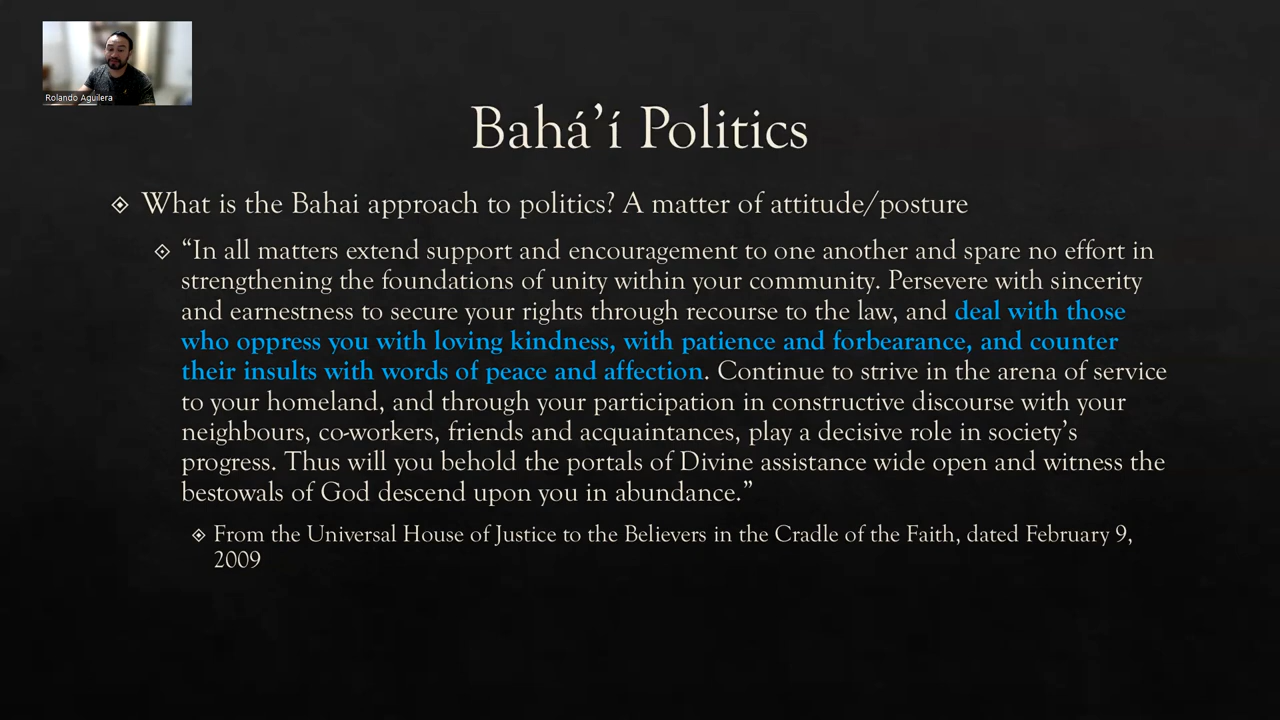 Rolando Aguilera
Bahá’í Politics
What is the Bahai approach to politics? A matter of attitude/posture
“In all matters extend support and encouragement to one another and spare no effort in
strengthening the foundations of unity within your community. Persevere with sincerity
and earnestness to secure your rights through recourse to the law, and deal with those
who oppress you with loving kindness, with patience and forbearance, and counter
their insults with words of peace and affection. Continue to strive in the arena of service
to your homeland, and through your participation in constructive discourse with your
neighbours, co-workers, friends and acquaintances, play a decisive role in society’s
progress. Thus will you behold the portals of Divine assistance wide open and witness the
bestowals of God descend upon you in abundance.”
From the Universal House of Justice to the Believers in the Cradle of the Faith, dated February 9,
2009